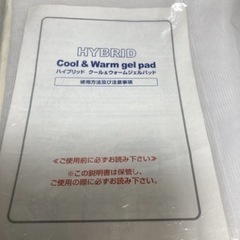 HYBRID
Cool & Warm gel pad
ハイブリッド クール&ウォームジェルパッド
使用方法及び注意事項
≪ご使用前に必ずお読み下さい≫
※この説明書は保管し、
ご使用の際に必ずお読み下さい。